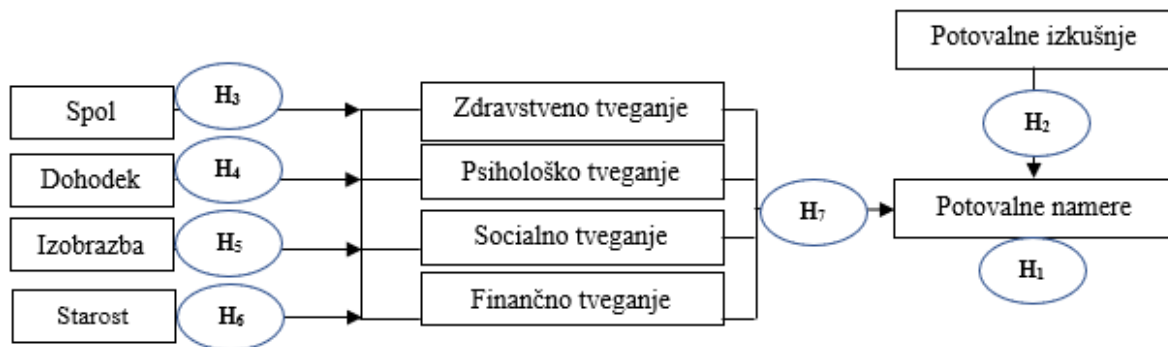 Potovalne izkušnje
Spol
H3
Zdravstveno tveganje
H2
Dohodek
H4
Psihološko tveganje
H7
Potovalne namere
Izobrazba
H5
Socialno tveganje
H1
Starost
H6
Finančno tveganje